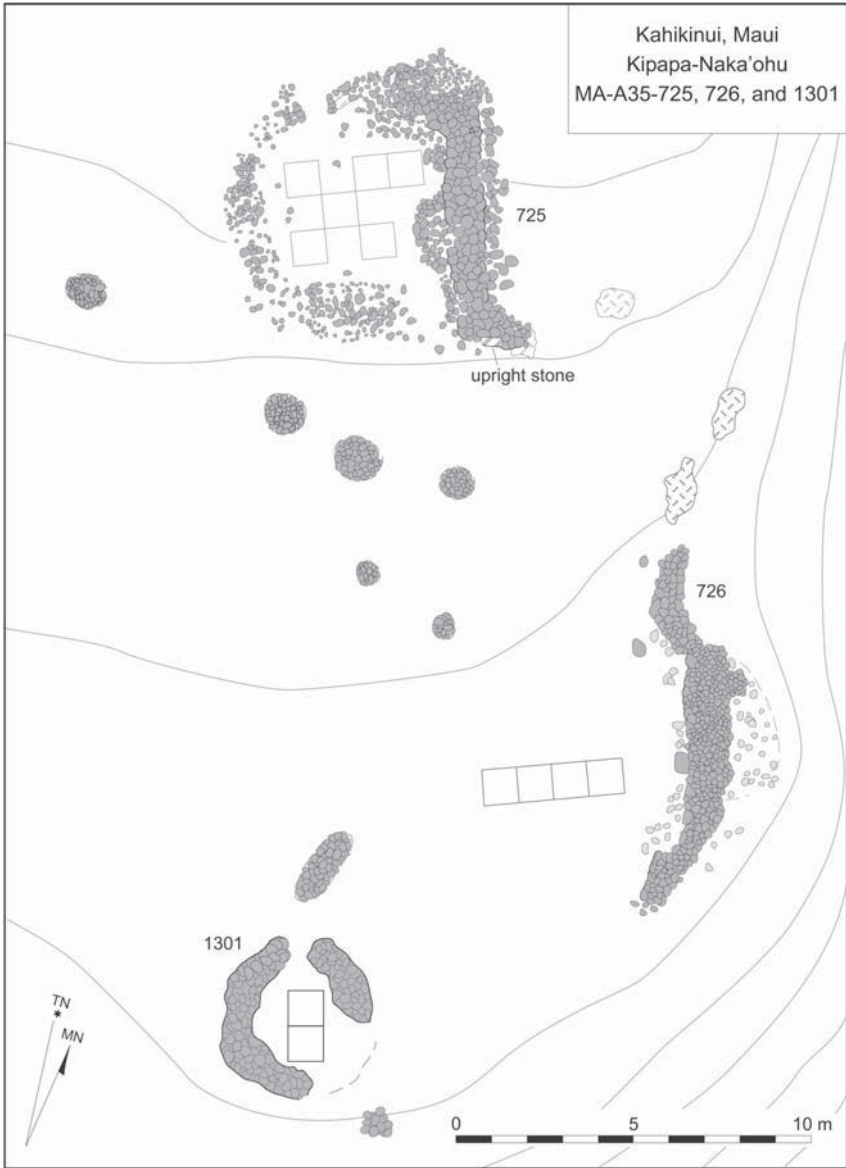 Kahikinui, Maui
Kipapa-Naka'ohu
MA-A35-725, 726, and 1301
725
upright stone
726
1301
TN
*
MN
0 5 10 m